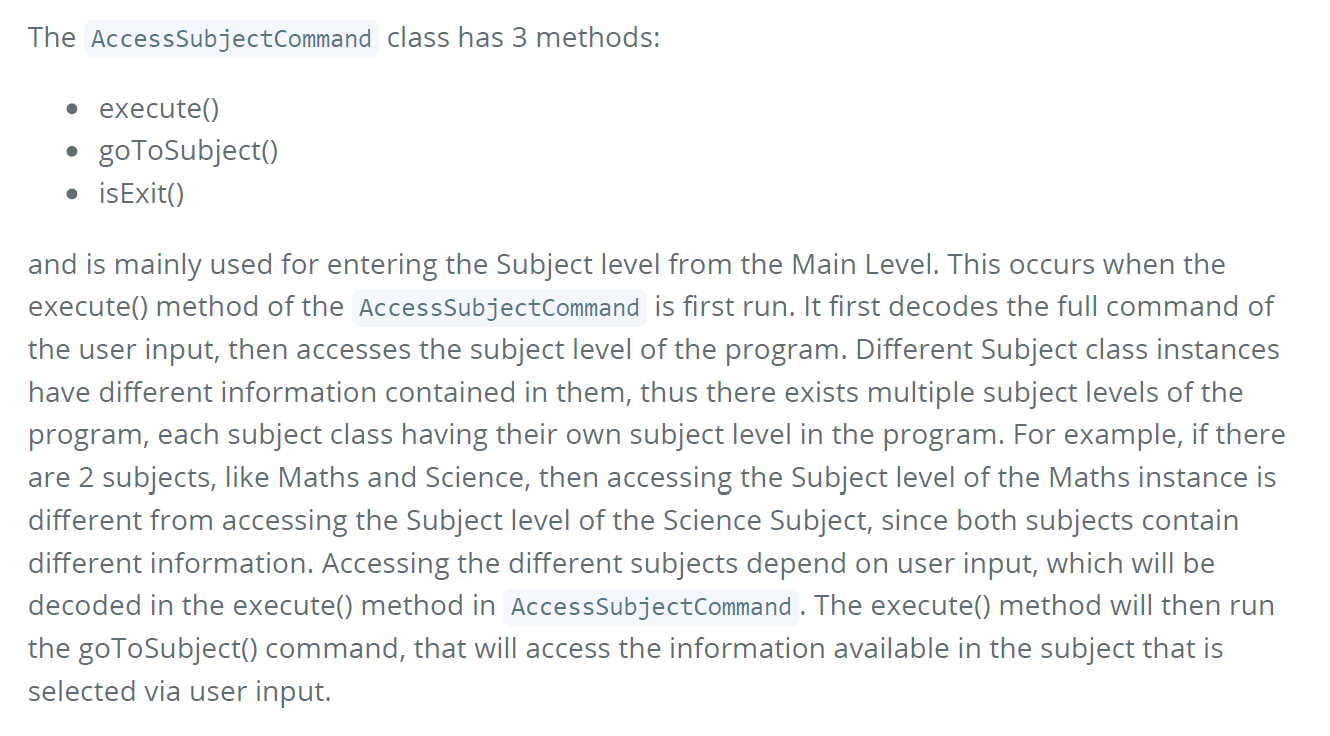 The AccessSubjectCommand class has 3 methods:
execute()
goToSubject()
isExit()
and is mainly used for entering the Subject level from the Main Level. This occurs when the
execute() method of the AccessSubjectCommand is first run. It first decodes the full command of
the user input, then accesses the subject level of the program. Different Subject class instances
have different information contained in them, thus there exists multiple subject levels of the
program, each subject class having their own subject level in the program. For example, if there
are 2 subjects, like Maths and Science, then accessing the Subject level of the Maths instance is
different from accessing the Subject level of the Science Subject, since both subjects contain
different information. Accessing the different subjects depend on user input, which will be
decoded in the execute() method in AccessSubjectCommand. The execute() method will then run
the goToSubject() command, that will access the information available in the subject that is
selected via user input.